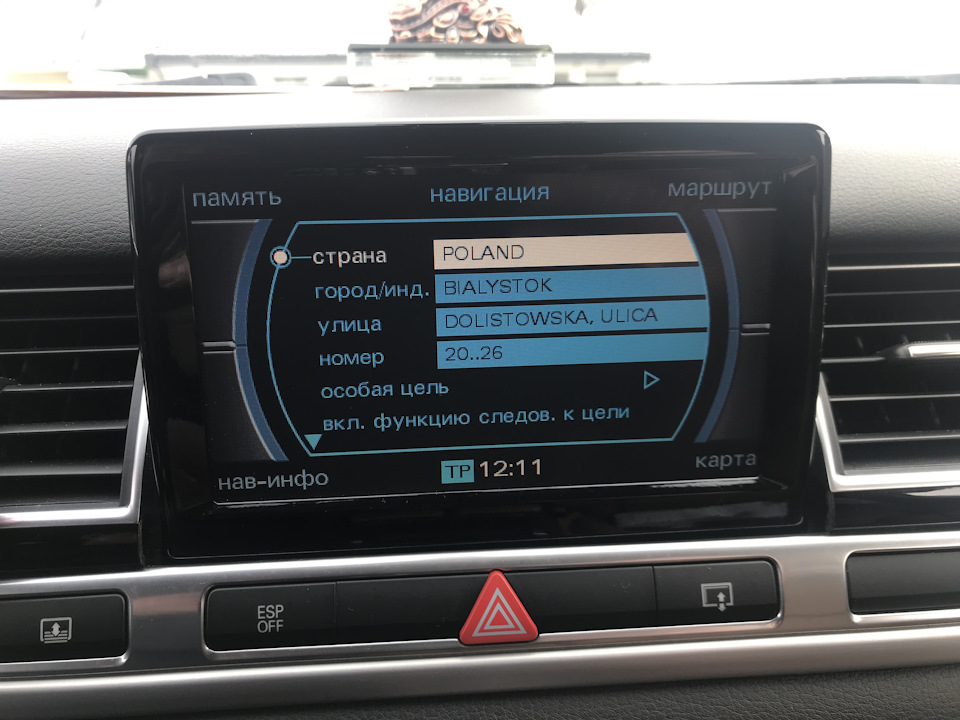 память навигация маршрут
страна POLAND
город/инд. BIALYSTOK
улица DOLISTOWSKA, ULICA
номер 20..26
особая цель
вкл. функцию следов. к цели
нав-инфо TP 12:11 карта
ESP
OFF